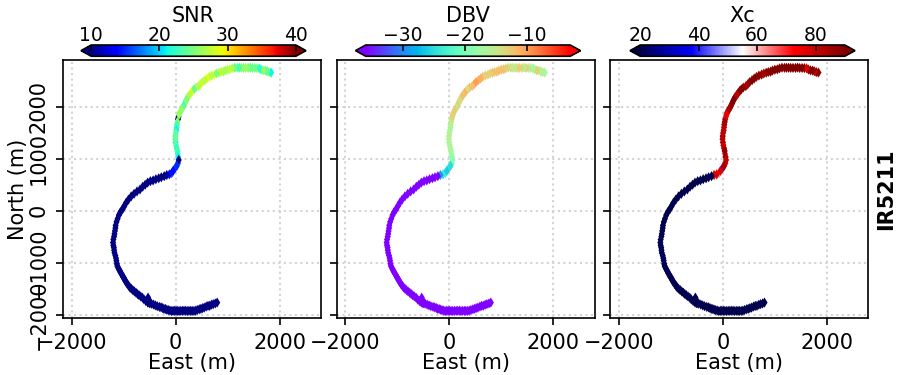 SNR DBV Xc
10 20 30 40 −30 −20 −10 20 40 60 80
North (m)
2000
1000
0
−1000
−2000
−2000 0 2000 −2000 0 2000 −2000 0 2000
East (m) East (m) East (m)
IR5211